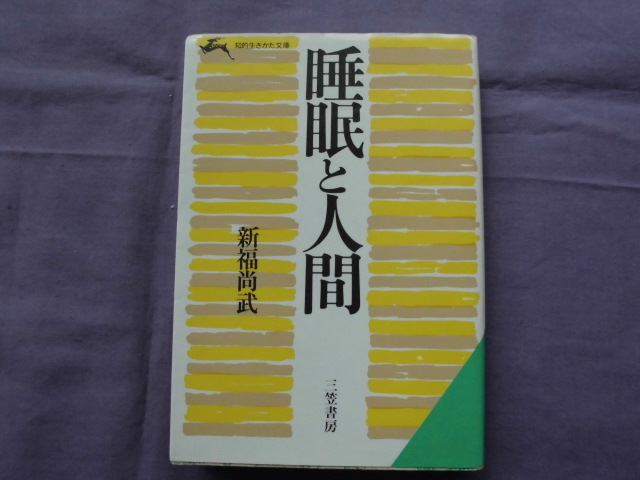 知的生きかた文庫
睡眠と人間
新福尚武
三笠書房